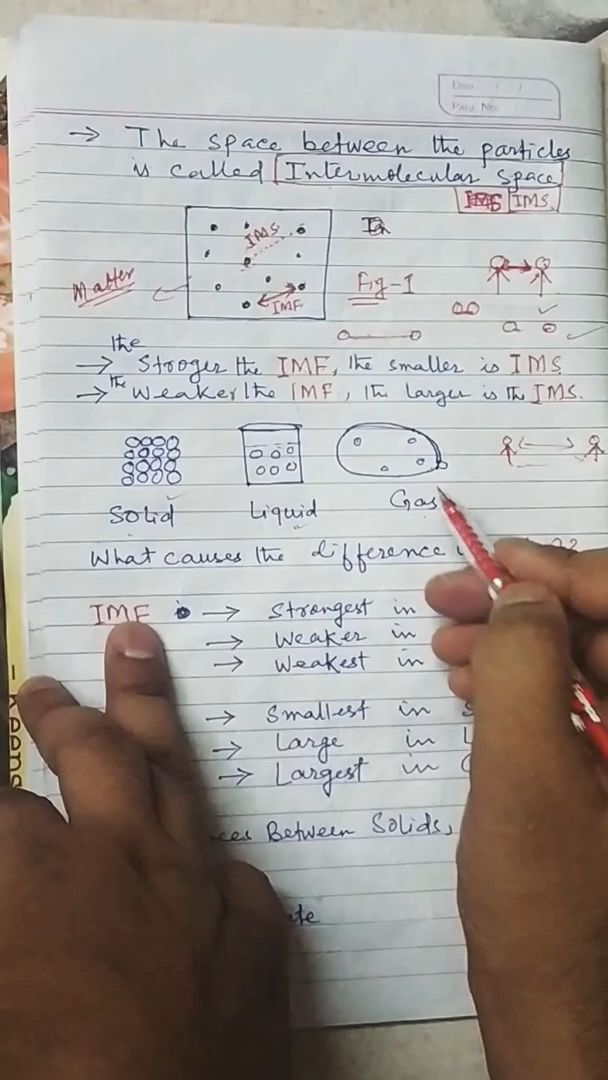 Page No.
→ The space between the particles
is called Intermolecular space
IMS IMS.
IMS
Matter
IMF
Fig-1
the
→ Strooger the IMF, the smaller is IMS
→ the Weaker the IMF, the larger is the IMS.
Solid
Liquid
Gas
What causes the difference
IMF → Strongest in
→ Weaker in
→ Weakest in
→ Smallest in S
→ Large in L
→ Largest in
Between Solids,